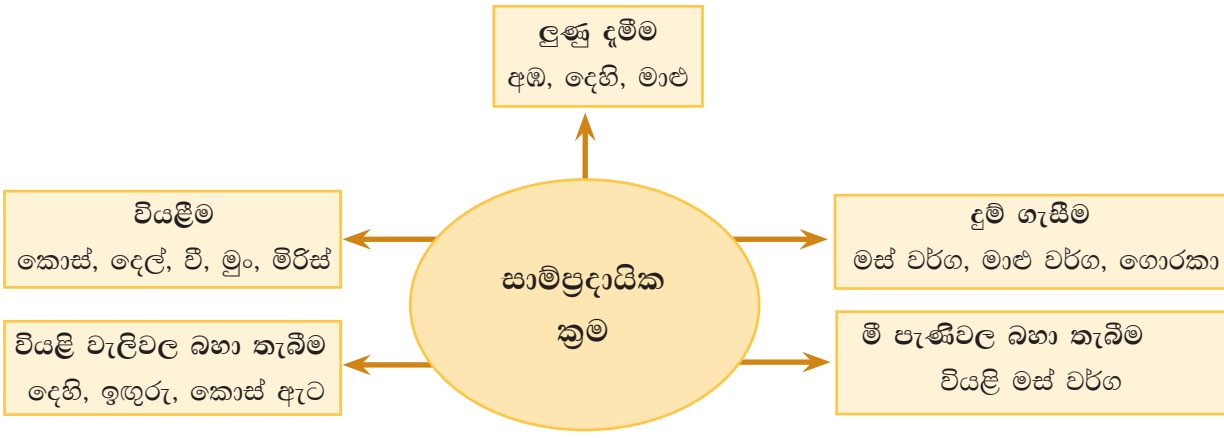 ලුණු දැමීම
අඹ, දෙහි, මාළු
වියළීම
කොස්, දෙල්, වී, මුං, මිරිස්
දුම් ගැසීම
මස් වර්ග, මාළු වර්ග, ගොරකා
සාම්ප්‍රදායික
ක්‍රම
වියළි වැලිවල බහා තැබීම
දෙහි, ඉඟුරු, කොස් ඇට
මී පැණිවල බහා තැබීම
වියළි මස් වර්ග